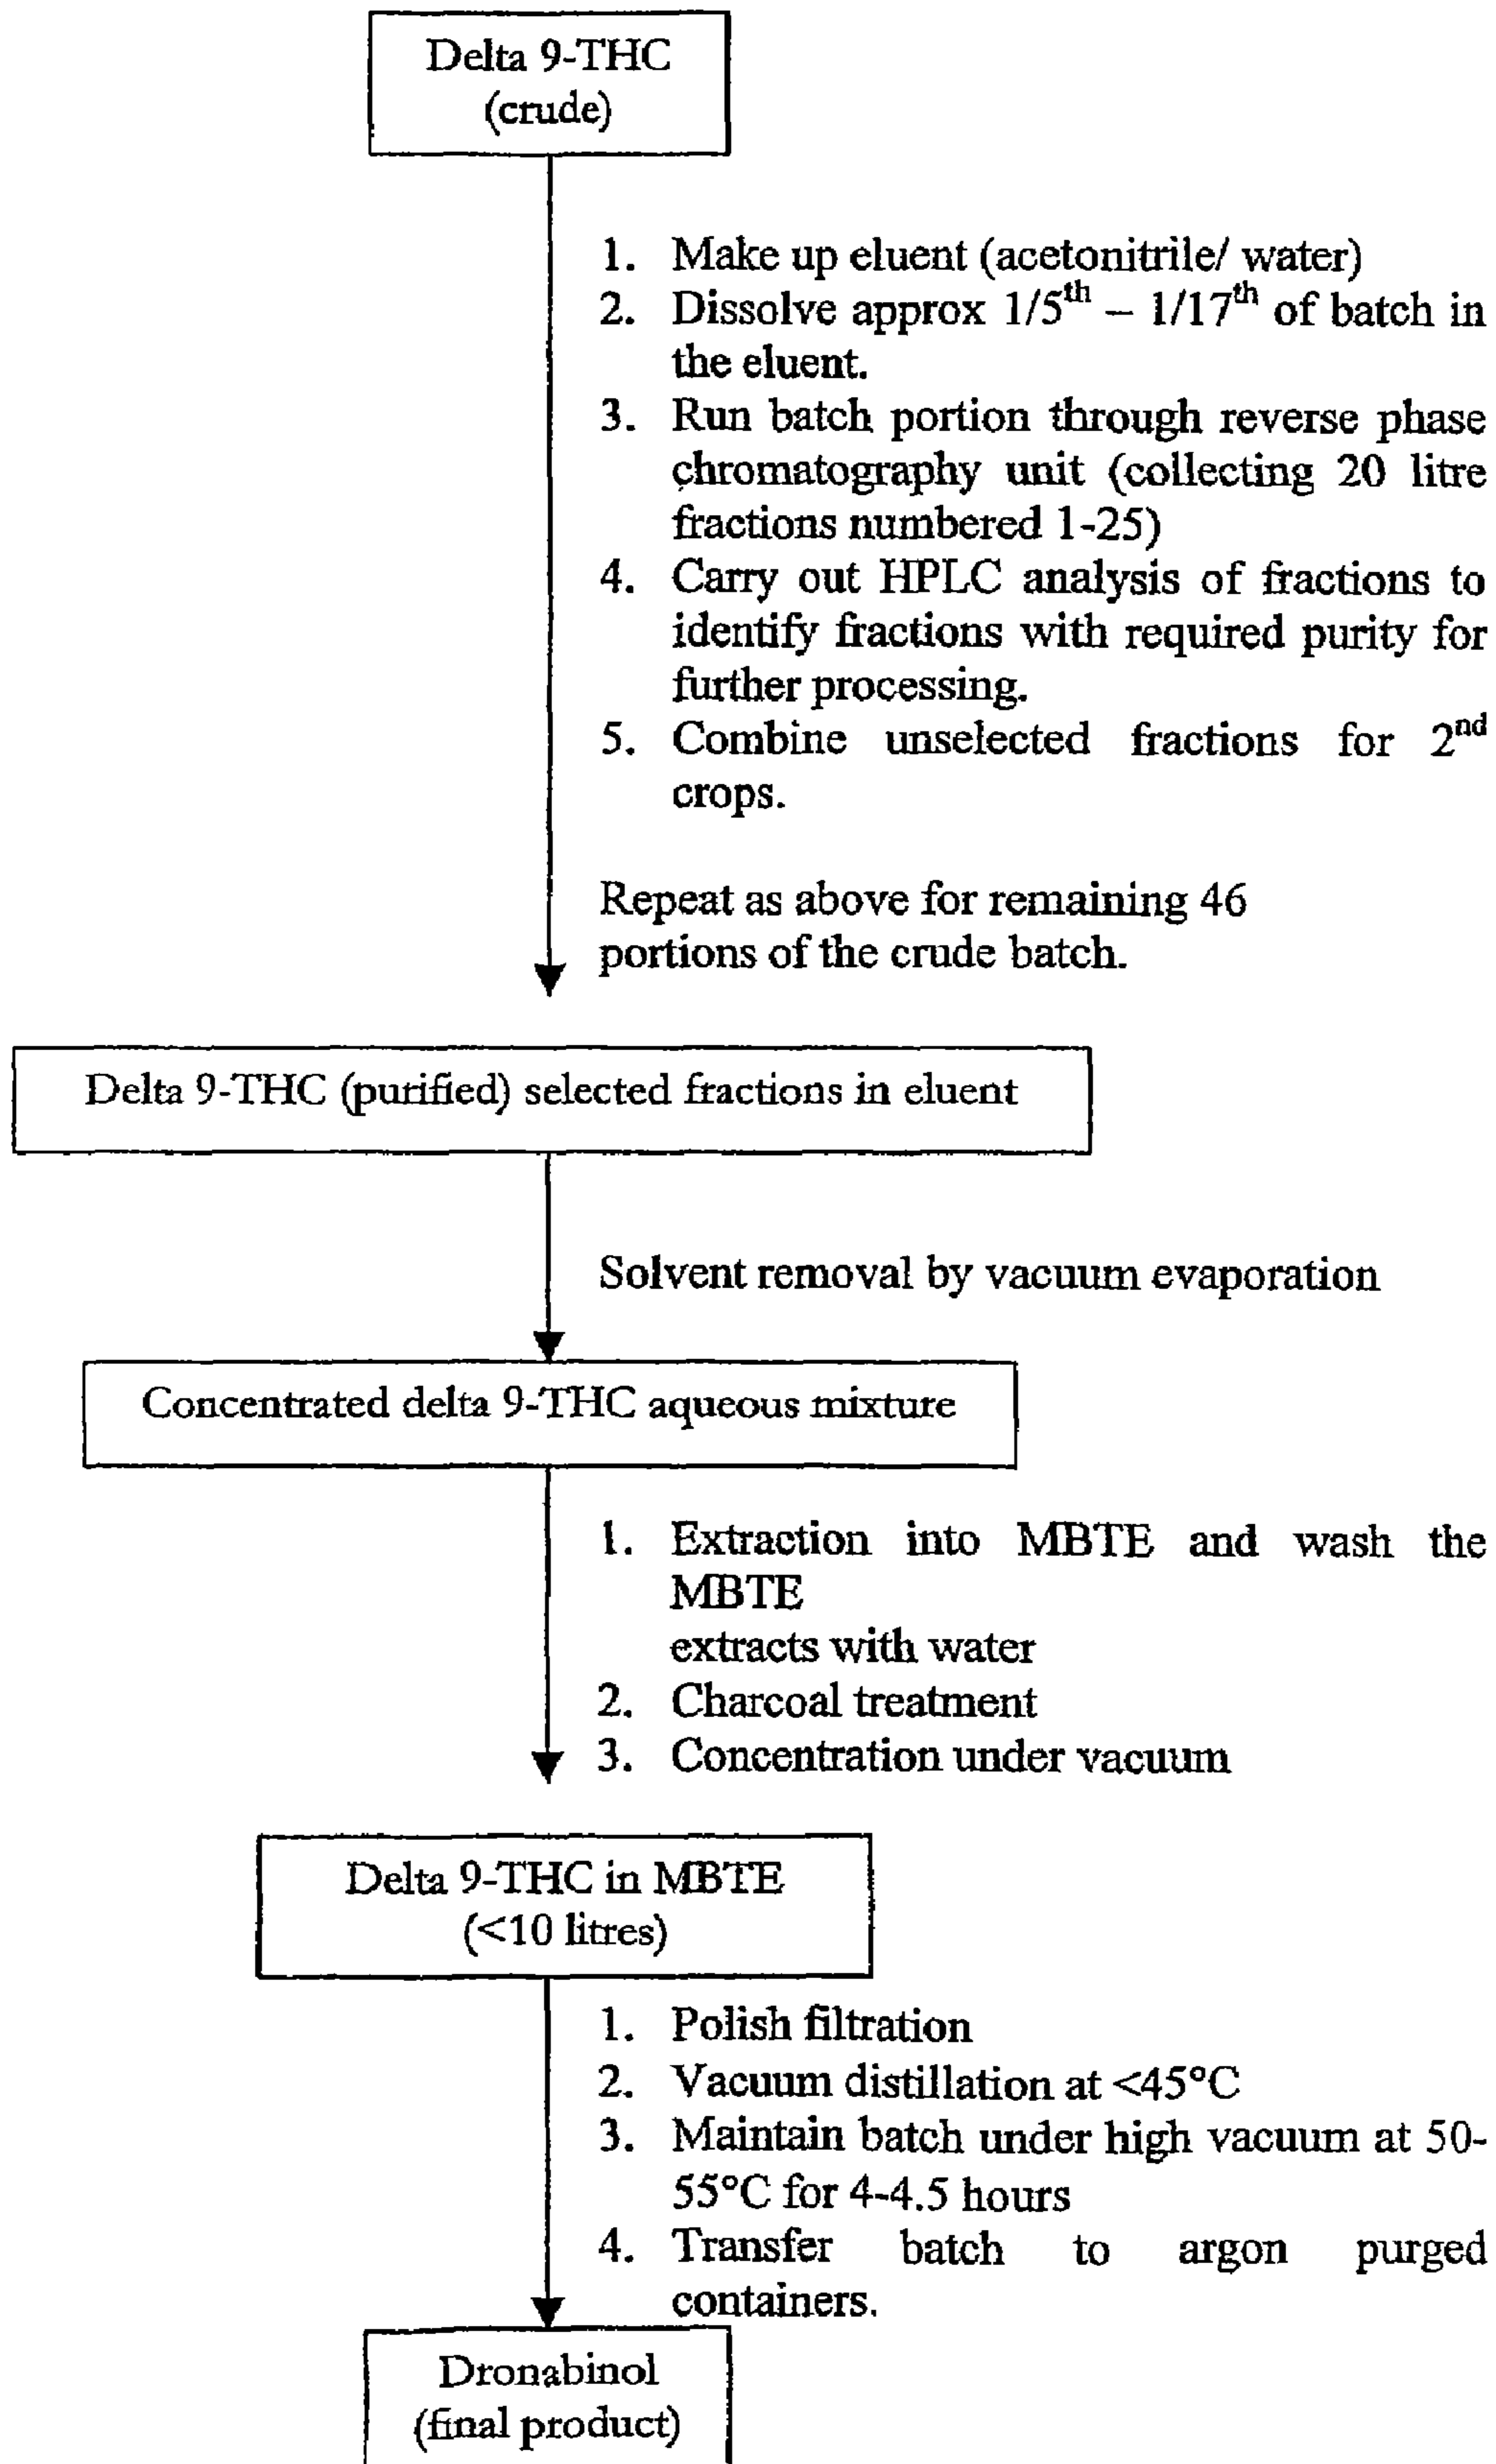 Delta 9-THC
(crude)
1. Make up eluent (acetonitrile/ water)
2. Dissolve approx 1/5th – 1/17th of batch in
the eluent.
3. Run batch portion through reverse phase
chromatography unit (collecting 20 litre
fractions numbered 1-25)
4. Carry out HPLC analysis of fractions to
identify fractions with required purity for
further processing.
5. Combine unselected fractions for 2nd
crops.
Repeat as above for remaining 46
portions of the crude batch.
Delta 9-THC (purified) selected fractions in eluent
Solvent removal by vacuum evaporation
Concentrated delta 9-THC aqueous mixture
1. Extraction into MBTE and wash the
MBTE
extracts with water
2. Charcoal treatment
3. Concentration under vacuum
Delta 9-THC in MBTE
(<10 litres)
1. Polish filtration
2. Vacuum distillation at <45°C
3. Maintain batch under high vacuum at 50-
55°C for 4-4.5 hours
4. Transfer batch to argon purged
containers.
Dronabinol
(final product)